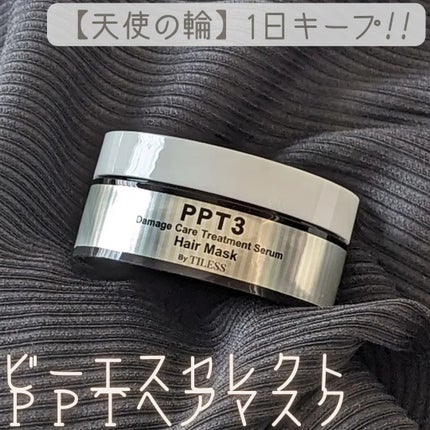 【天使の輪】1日キープ!!
PPT3
Damage Care Treatment Serum
Hair Mask
By TILESS
ビーエスセレクト
PPTヘアマスク